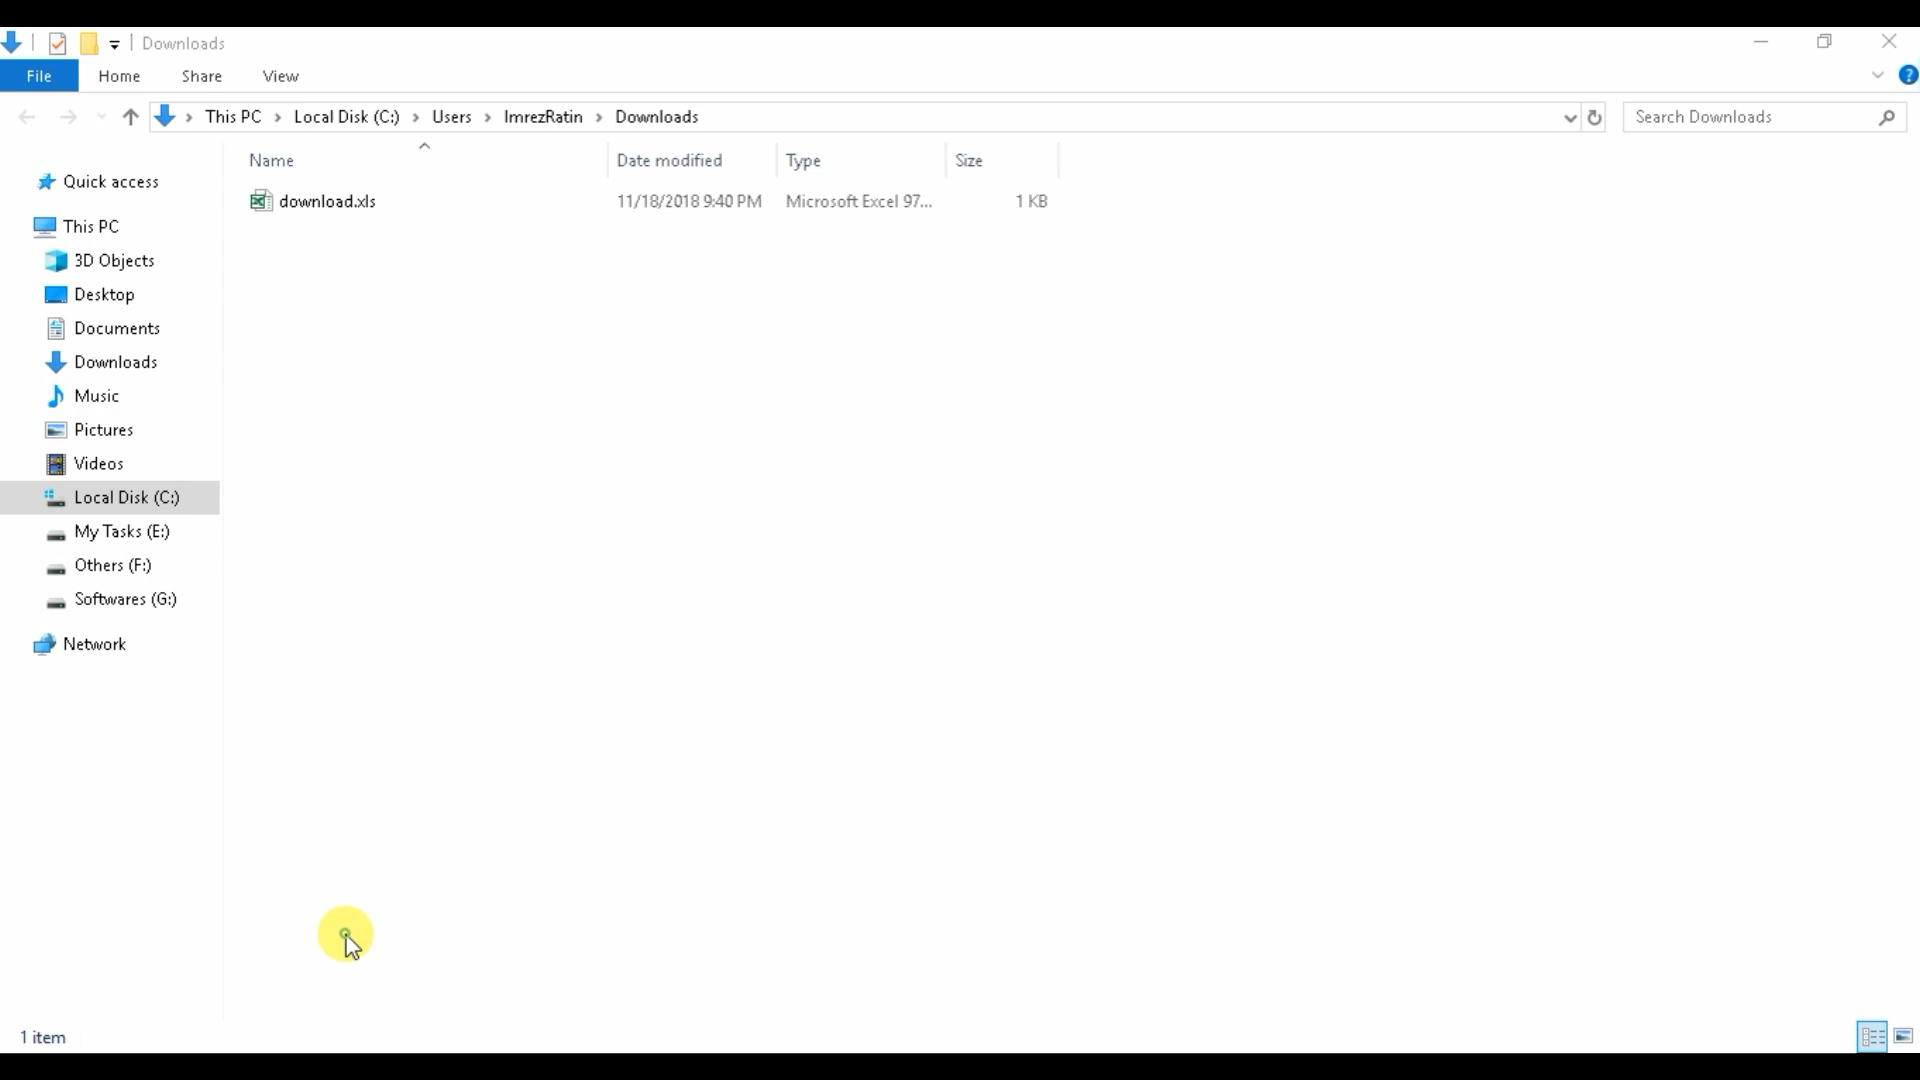 Downloads
File Home Share View ?
This PC Local Disk (C:) Users ImrezRatin Downloads Search Downloads
Name Date modified Type Size
download.xls 11/18/2018 9:40 PM Microsoft Excel 97... 1 KB
Quick access
This PC
3D Objects
Desktop
Documents
Downloads
Music
Pictures
Videos
Local Disk (C:)
My Tasks (E:)
Others (F:)
Softwares (G:)
Network
1 item